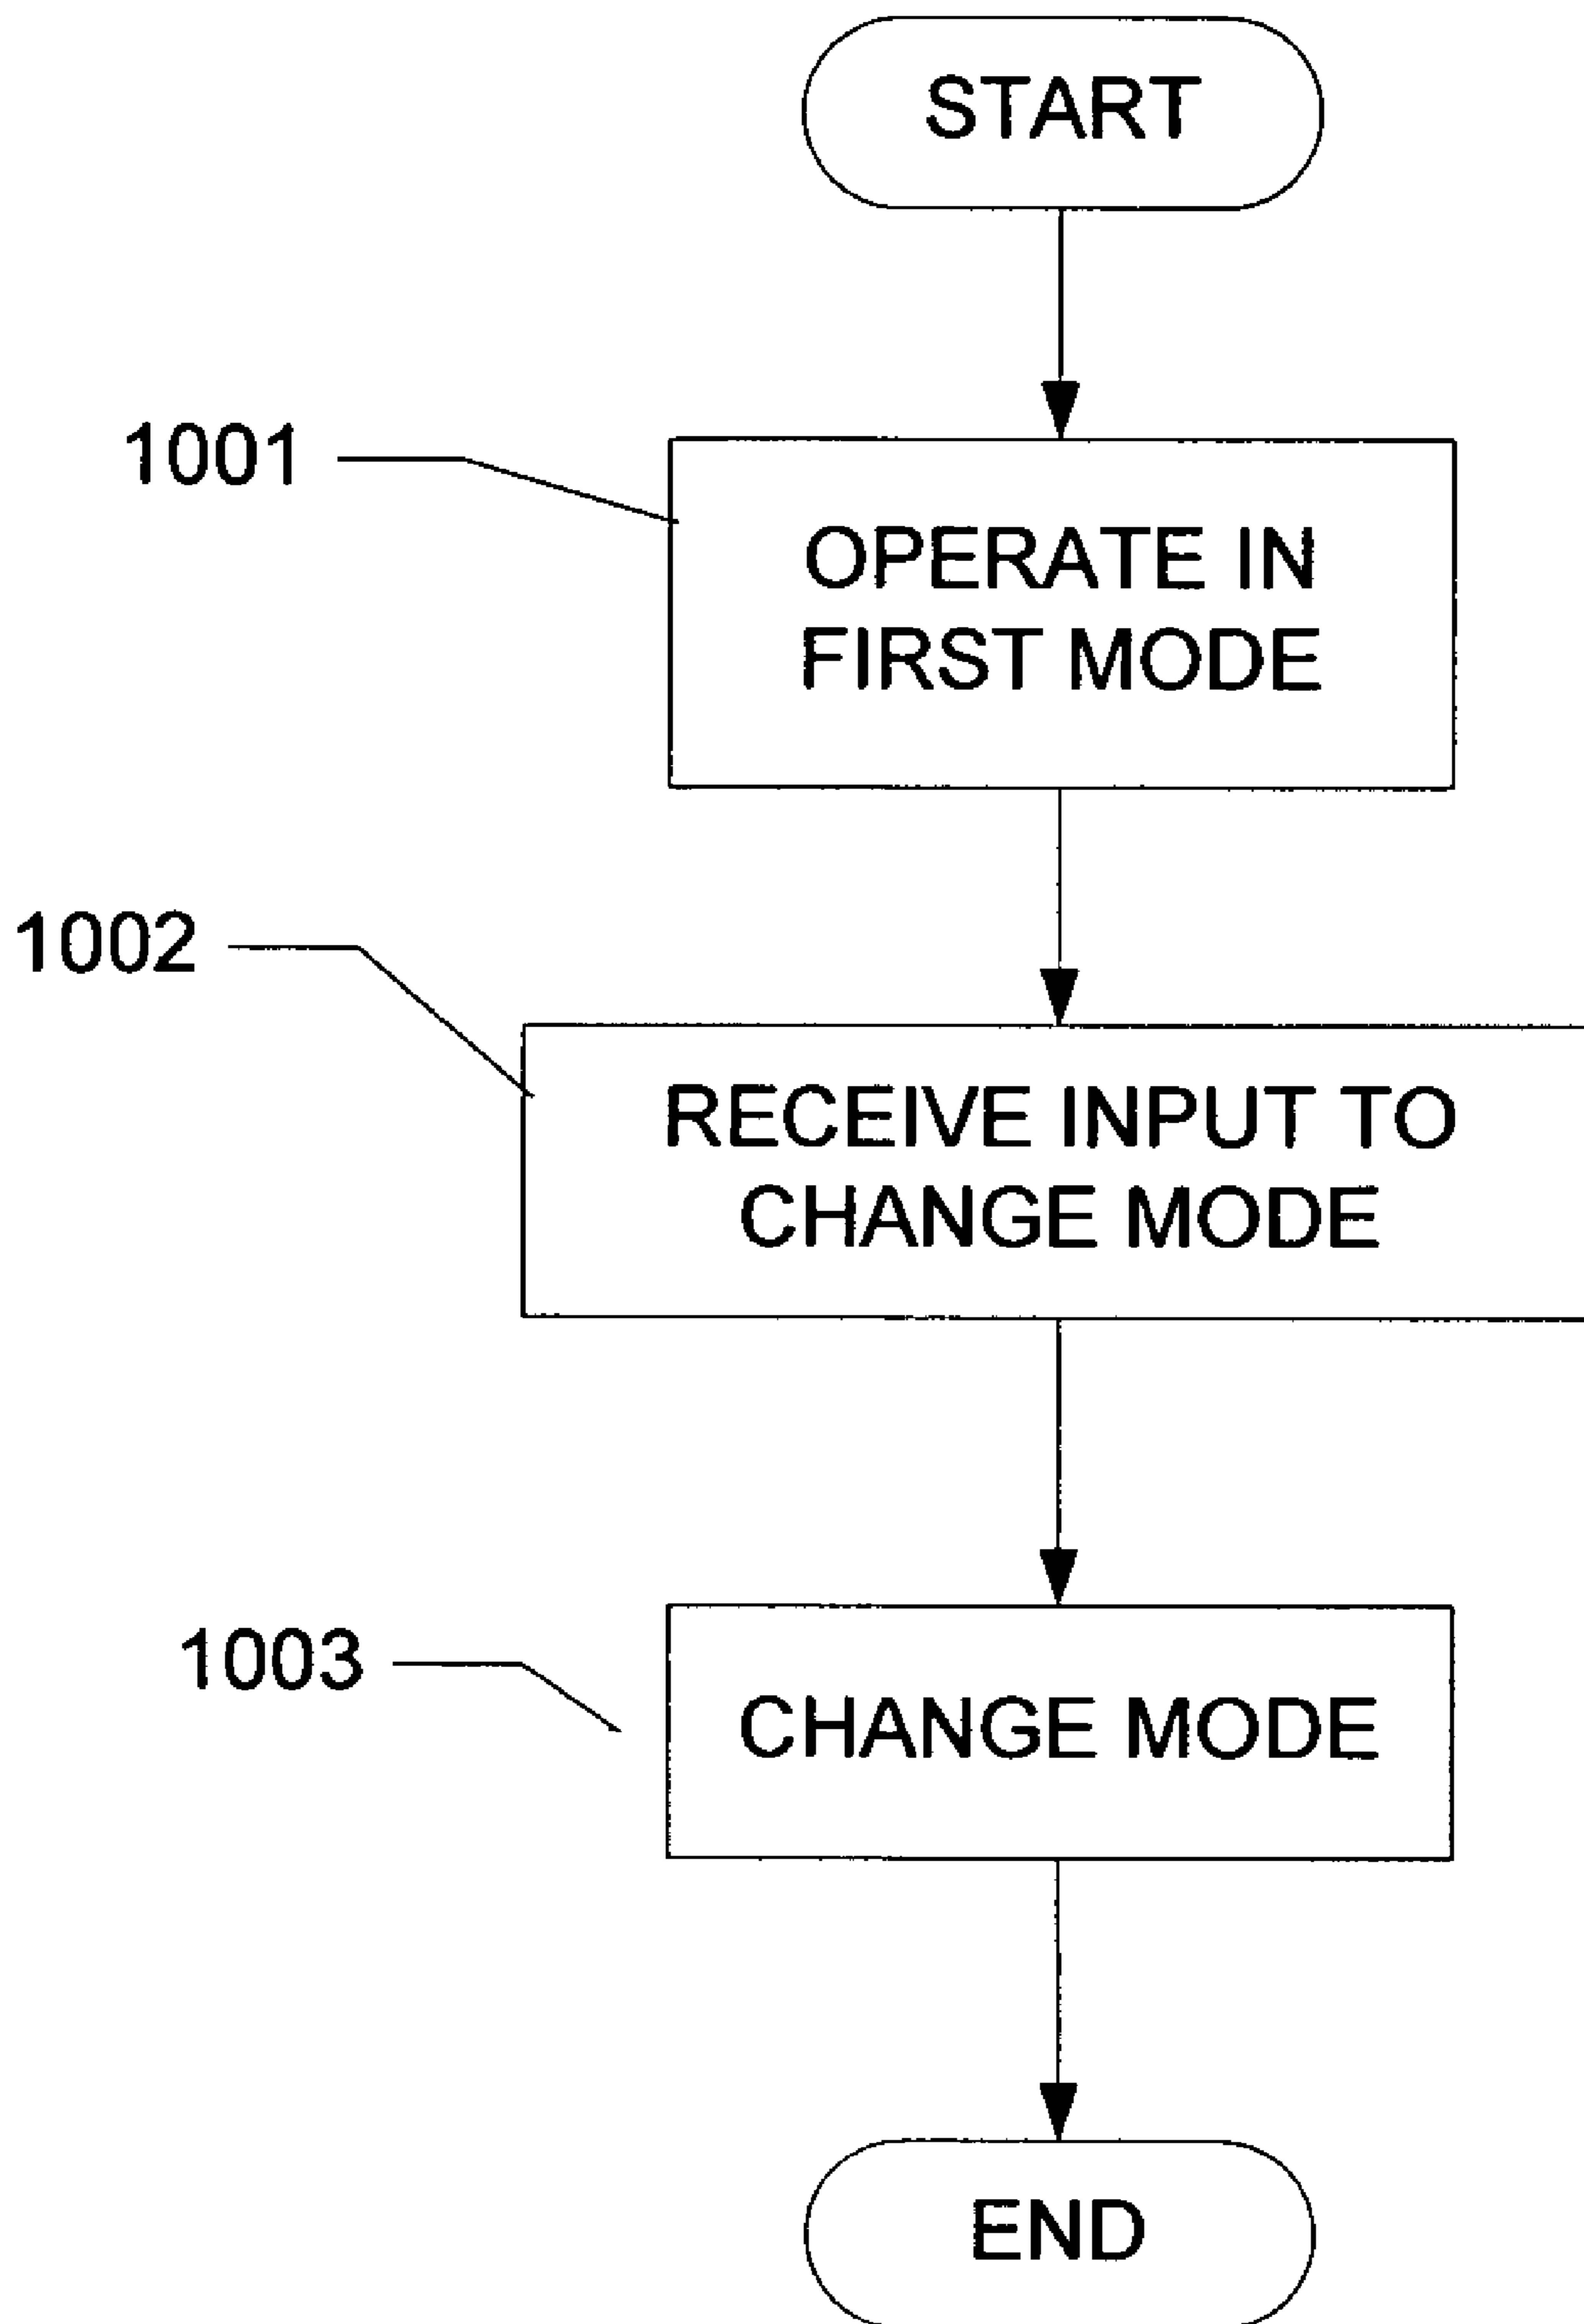 START
1001
OPERATE IN
FIRST MODE
1002
RECEIVE INPUT TO
CHANGE MODE
1003
CHANGE MODE
END